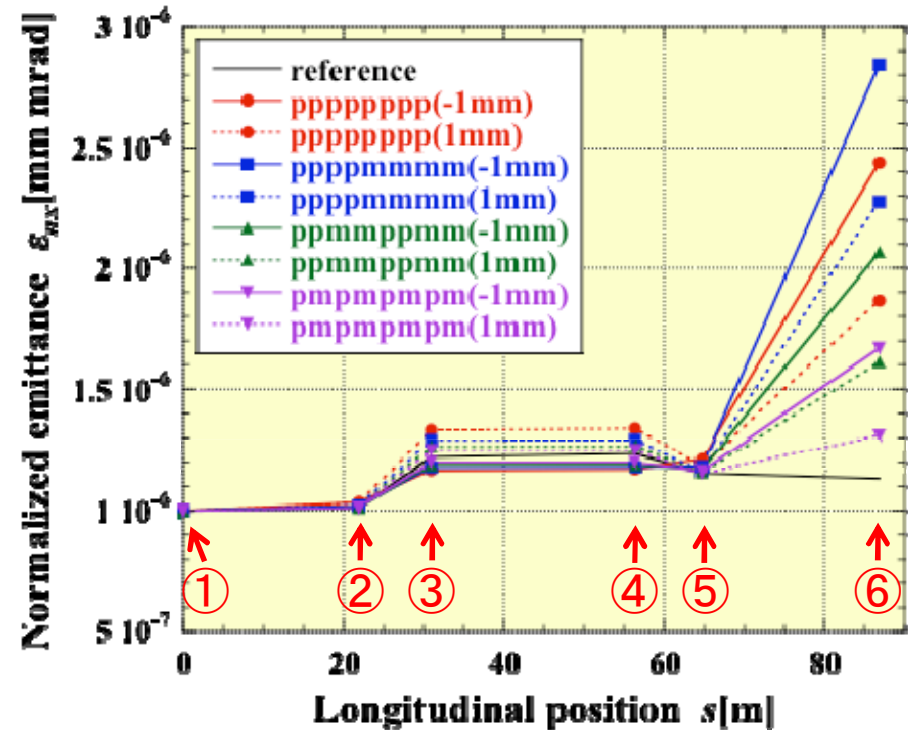 3 10⁻⁶
2.5 10⁻⁶
2 10⁻⁶
1.5 10⁻⁶
1 10⁻⁶
5 10⁻⁷
Normalized emittance εnx[mm mrad]
reference
pppppppp(-1mm)
pppppppp(1mm)
ppppmmmm(-1mm)
ppppmmmm(1mm)
ppmmppmm(-1mm)
ppmmppmm(1mm)
pmpmpmpm(-1mm)
pmpmpmpm(1mm)
① ② ③ ④ ⑤ ⑥
0 20 40 60 80
Longitudinal position s[m]